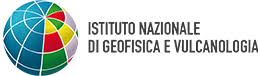 ISTITUTO NAZIONALE
DI GEOFISICA E VULCANOLOGIA